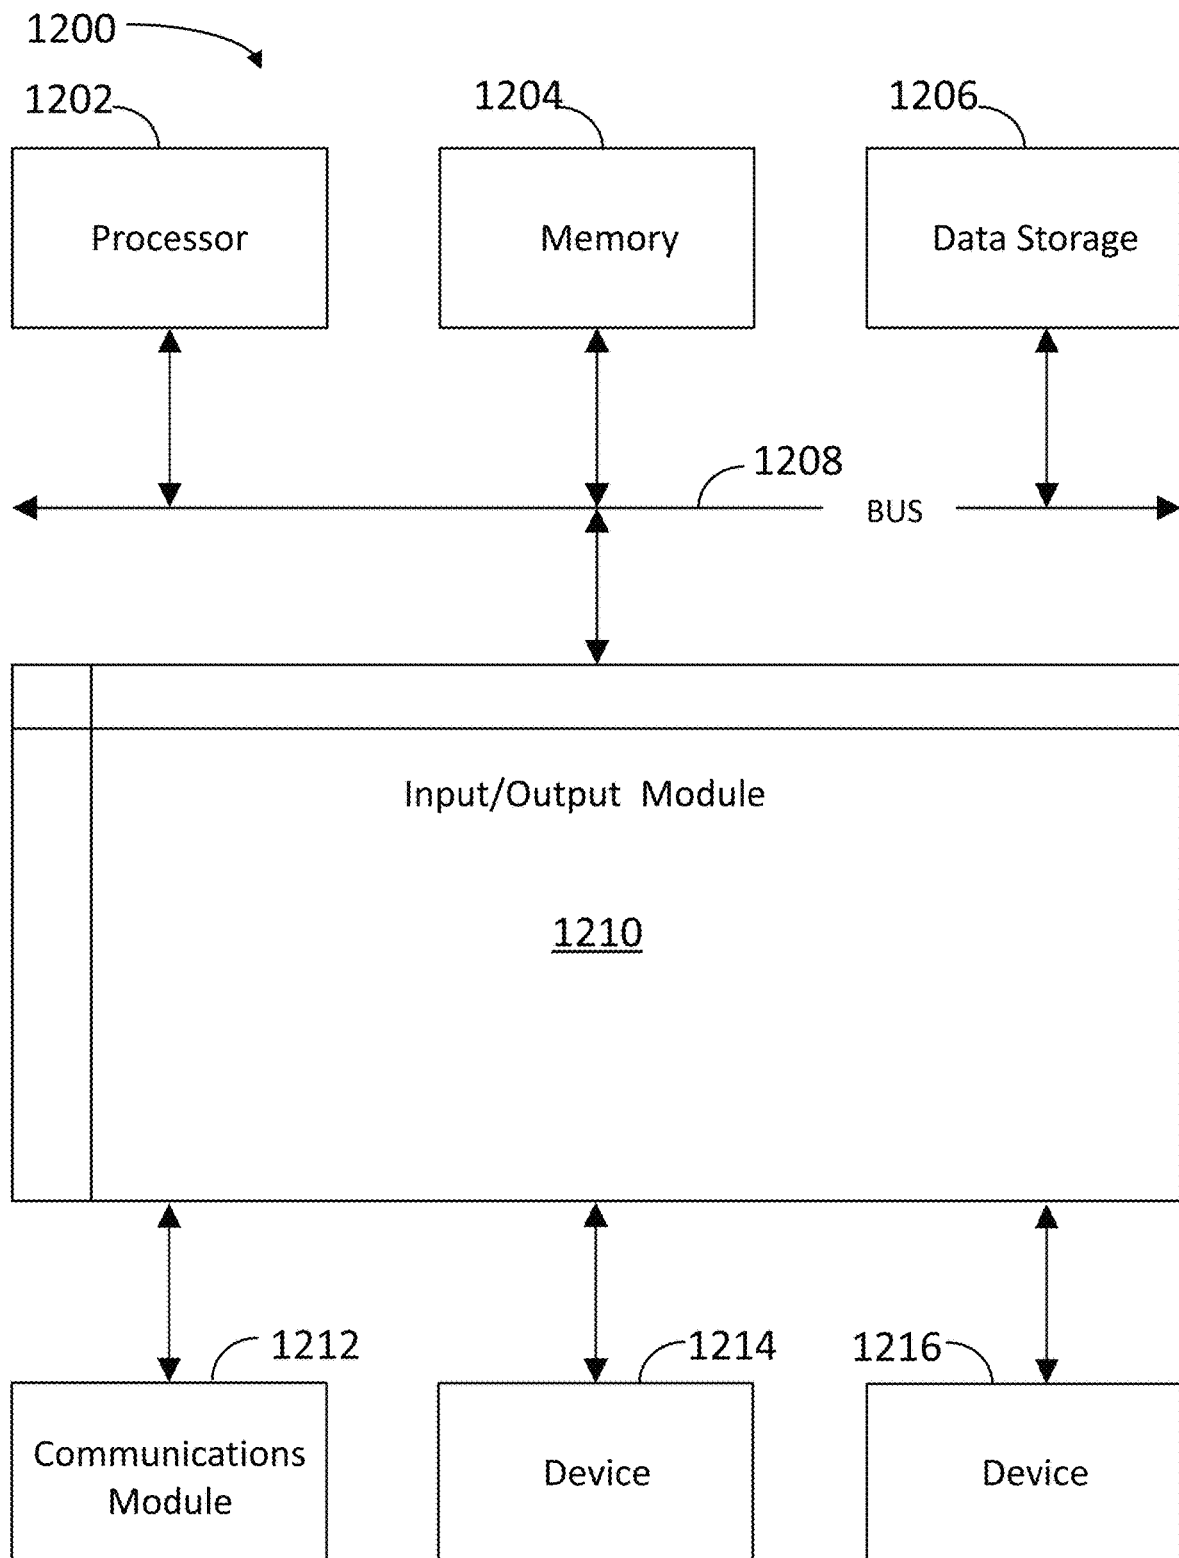 1200
1202
1204
1206
Processor
Memory
Data Storage
1208
BUS
Input/Output Module
1210
1212
1214
1216
Communications
Module
Device
Device